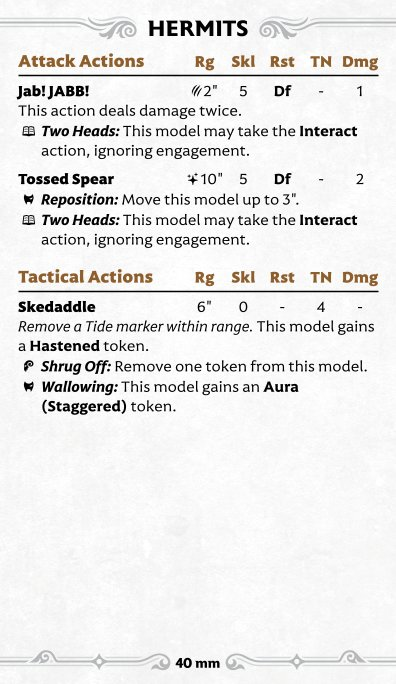 HERMITS
Attack Actions Rg Skl Rst TN Dmg
Jab! JABB! 2" 5 Df - 1
This action deals damage twice.
Two Heads: This model may take the Interact
action, ignoring engagement.
Tossed Spear 10" 5 Df - 2
Reposition: Move this model up to 3".
Two Heads: This model may take the Interact
action, ignoring engagement.
Tactical Actions Rg Skl Rst TN Dmg
Skedaddle 6" 0 - 4 -
Remove a Tide marker within range. This model gains
a Hastened token.
Shrug Off: Remove one token from this model.
Wallowing: This model gains an Aura
(Staggered) token.
40 mm